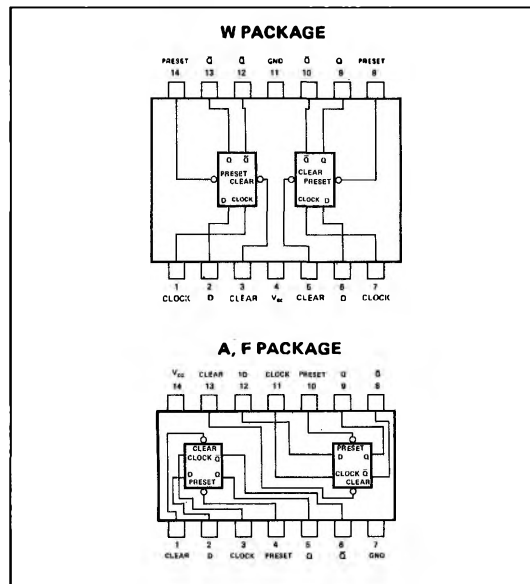 W PACKAGE
PRESET Q̄ Q̄ GND Q̄ Q PRESET
14 13 12 11 10 9 8
Q Q̄ Q̄ Q
PRESET CLEAR
CLEAR PRESET
D CLOCK CLOCK D
1 2 3 4 5 6 7
CLOCK D CLEAR Vcc CLEAR D CLOCK
A, F PACKAGE
Vcc CLEAR 1D CLOCK PRESET Q Q̄
14 13 12 11 10 9 8
CLEAR PRESET
CLOCK Q̄ D Q
D Q CLOCK Q̄
PRESET CLEAR
1 2 3 4 5 6 7
CLEAR D CLOCK PRESET Q Q̄ GND